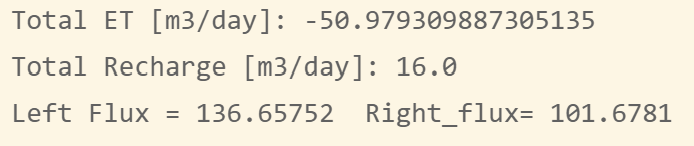 Total ET [m3/day]: -50.979309887305135
Total Recharge [m3/day]: 16.0
Left Flux = 136.65752  Right_flux= 101.6781